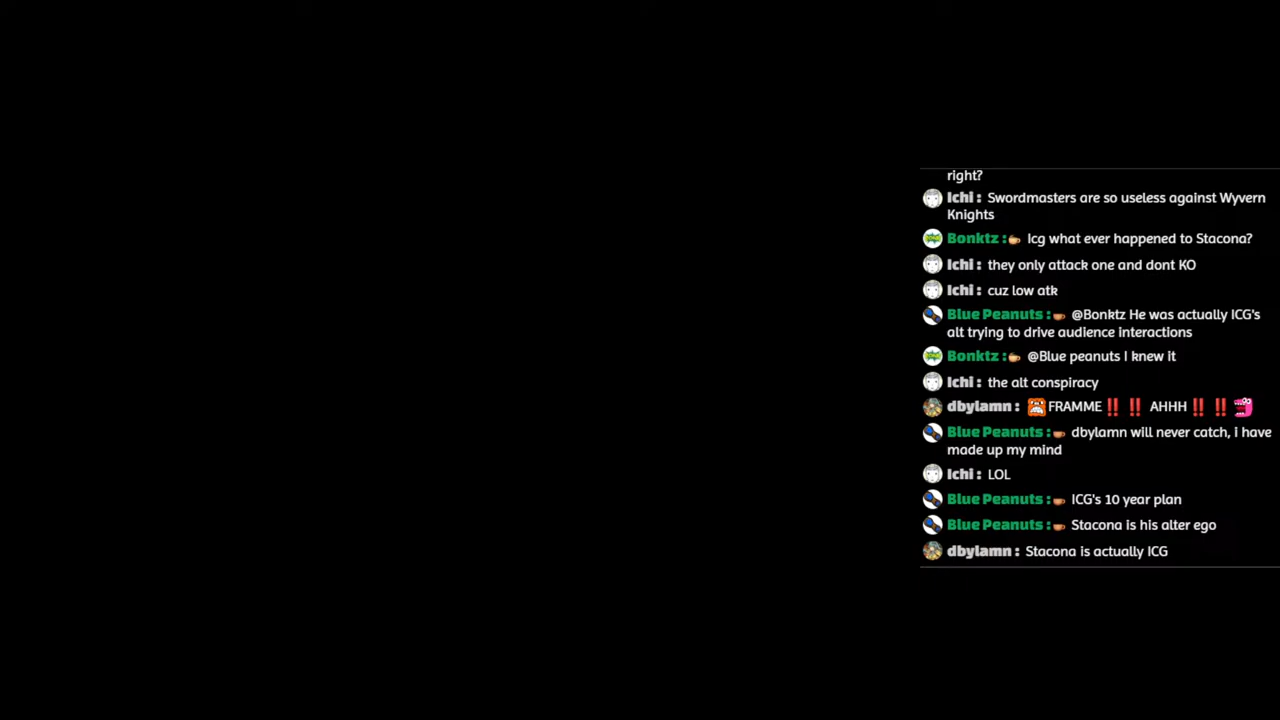 right?
Ichi : Swordmasters are so useless against Wyvern
Knights
Bonktz :☕ Icg what ever happened to Stacona?
Ichi : they only attack one and dont KO
Ichi : cuz low atk
Blue Peanuts :☕ @Bonktz He was actually ICG's
alt trying to drive audience interactions
Bonktz :☕ @Blue peanuts I knew it
Ichi : the alt conspiracy
dbylamn : FRAMME‼️ ‼️ AHHH‼️ ‼️
Blue Peanuts :☕ dbylamn will never catch, i have
made up my mind
Ichi : LOL
Blue Peanuts :☕ ICG's 10 year plan
Blue Peanuts :☕ Stacona is his alter ego
dbylamn : Stacona is actually ICG